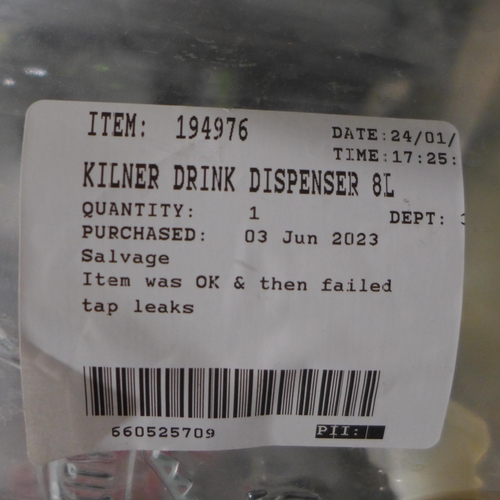 ITEM: 194976
DATE:24/01/
TIME:17:25:
KILNER DRINK DISPENSER 8L
QUANTITY: 1 DEPT:
PURCHASED: 03 Jun 2023
Salvage
Item was OK & then failed
tap leaks
660525709 PII: